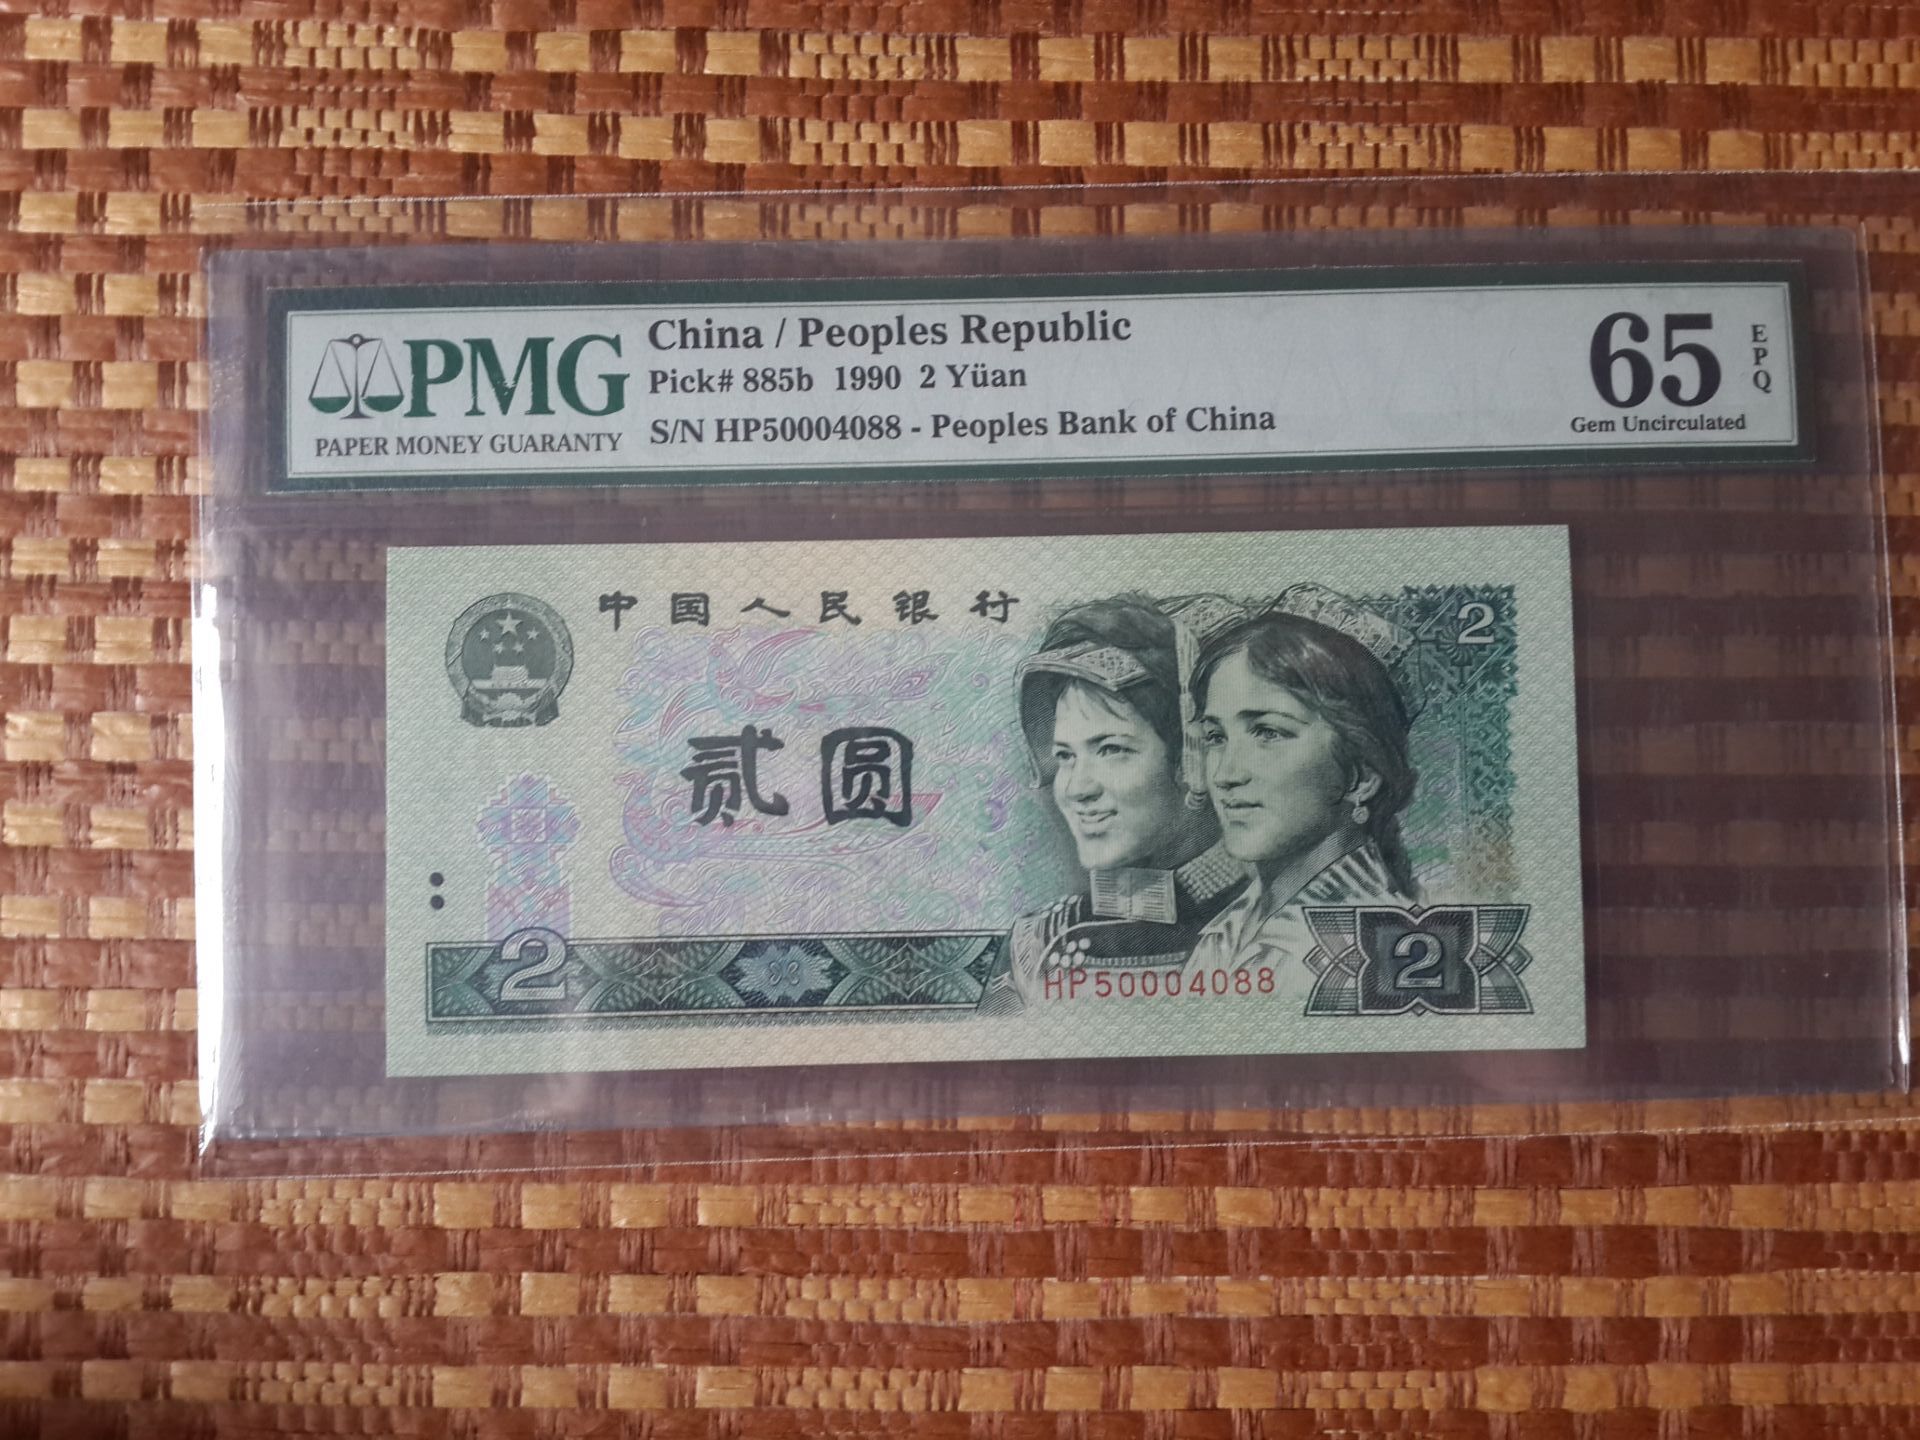 PMG
PAPER MONEY GUARANTY
China / Peoples Republic
Pick# 885b 1990 2 Yüan
S/N HP50004088 - Peoples Bank of China
65
EPQ
Gem Uncirculated
中国人民银行
2
贰圆
2
HP50004088
2